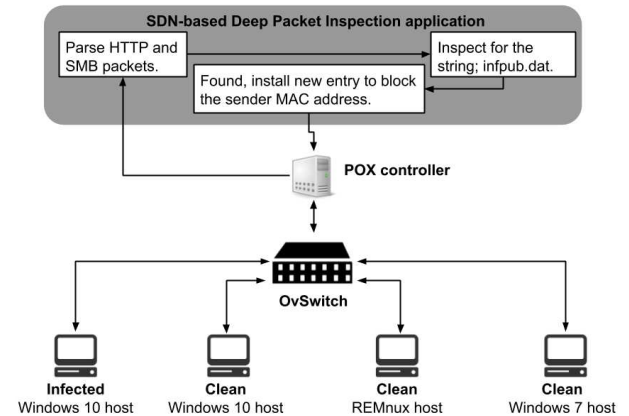 SDN-based Deep Packet Inspection application
Parse HTTP and
SMB packets.
Inspect for the
string; infpub.dat.
Found, install new entry to block
the sender MAC address.
POX controller
OvSwitch
Infected
Windows 10 host
Clean
Windows 10 host
Clean
REMnux host
Clean
Windows 7 host